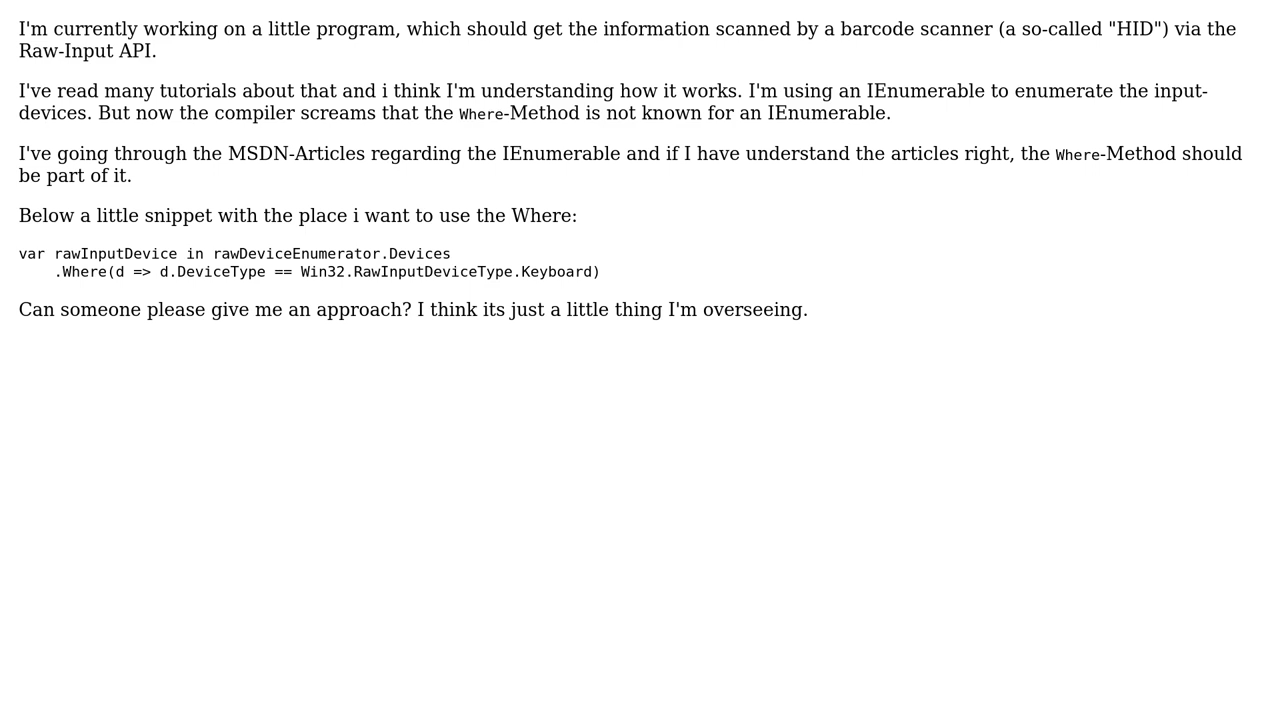 I'm currently working on a little program, which should get the information scanned by a barcode scanner (a so-called "HID") via the
Raw-Input API.
I've read many tutorials about that and i think I'm understanding how it works. I'm using an IEnumerable to enumerate the input-
devices. But now the compiler screams that the Where-Method is not known for an IEnumerable.
I've going through the MSDN-Articles regarding the IEnumerable and if I have understand the articles right, the Where-Method should
be part of it.
Below a little snippet with the place i want to use the Where:
var rawInputDevice in rawDeviceEnumerator.Devices
    .Where(d => d.DeviceType == Win32.RawInputDeviceType.Keyboard)
Can someone please give me an approach? I think its just a little thing I'm overseeing.